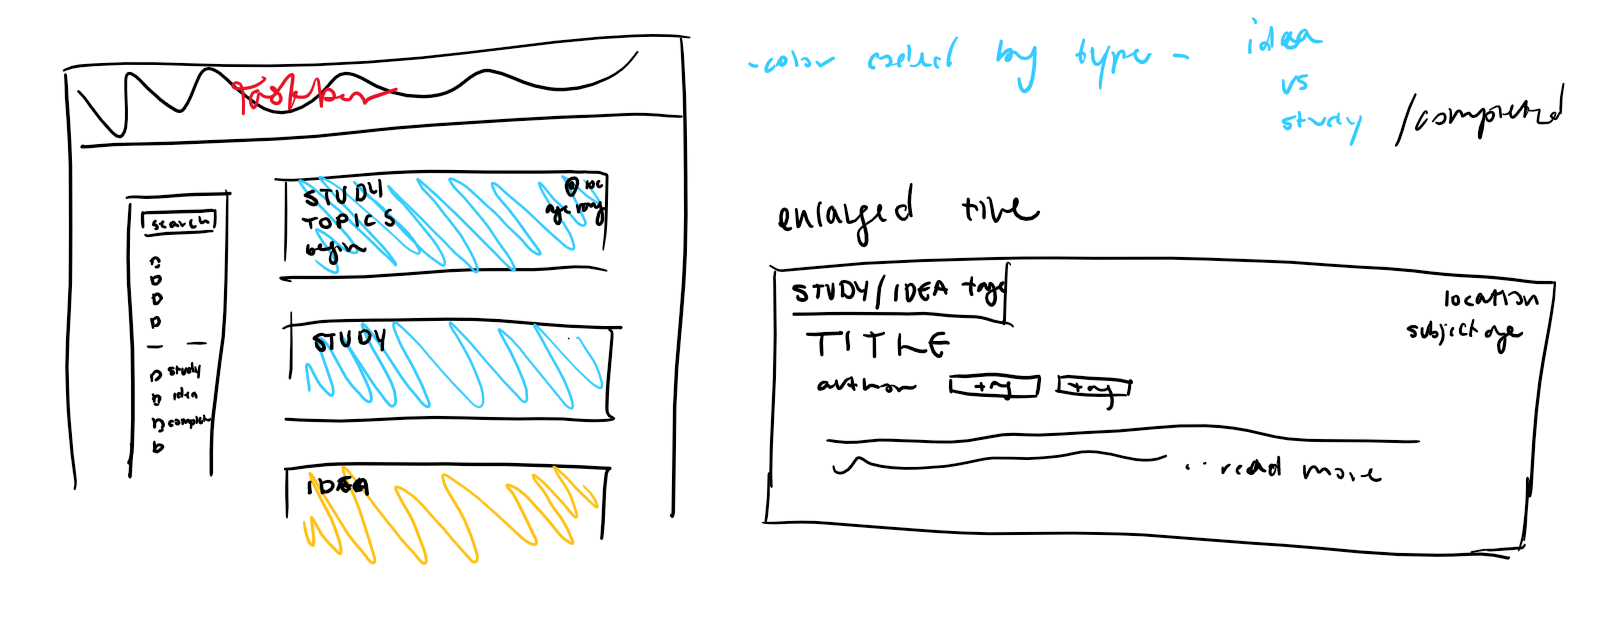 Taskbar
search
study
idea
complete
STUDY
TOPICS
begin
loc
age rang
STUDY
IDEA
-color coded by type - idea
vs
study /completed
enlarged tile
STUDY/IDEA tag
TITLE
author tag tag
location
subject age
...read more